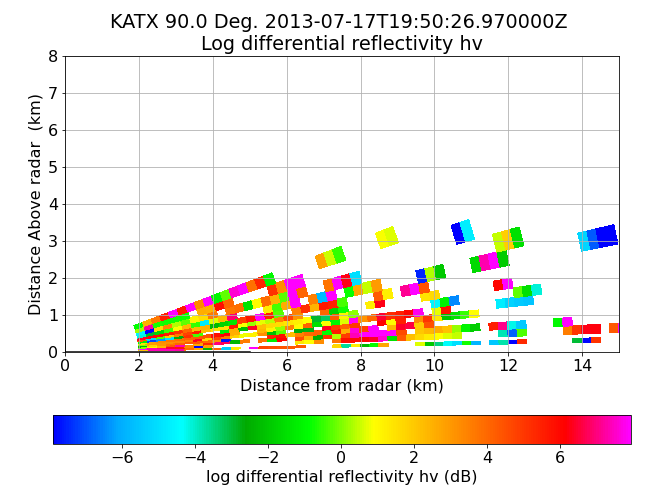 KATX 90.0 Deg. 2013-07-17T19:50:26.970000Z
Log differential reflectivity hv
8
7
6
5
4
3
2
1
0
Distance Above radar (km)
0 2 4 6 8 10 12 14
Distance from radar (km)
−6 −4 −2 0 2 4 6
log differential reflectivity hv (dB)